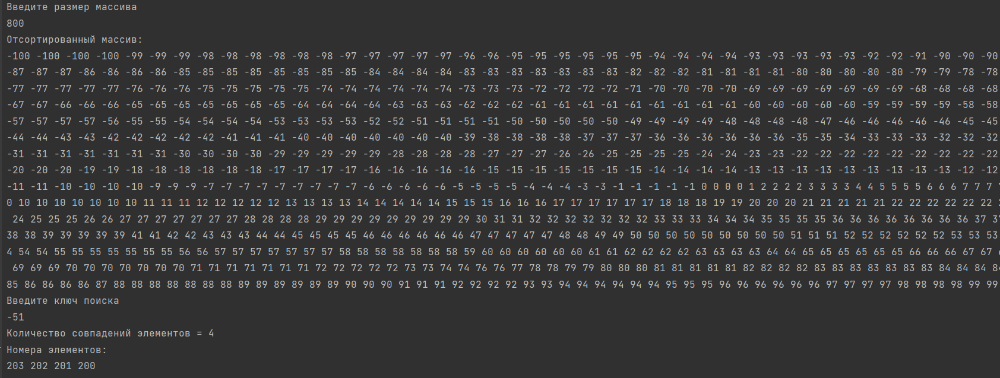 Введите размер массива
800
Отсортированный массив:
-100 -100 -100 -100 -99 -99 -99 -98 -98 -98 -98 -98 -98 -97 -97 -97 -97 -97 -96 -96 -95 -95 -95 -95 -95 -95 -94 -94 -94 -94 -93 -93 -93 -93 -93 -92 -92 -91 -90 -90 -90
-87 -87 -87 -86 -86 -86 -86 -85 -85 -85 -85 -85 -85 -85 -85 -84 -84 -84 -84 -83 -83 -83 -83 -83 -83 -83 -82 -82 -82 -81 -81 -81 -81 -80 -80 -80 -80 -80 -79 -79 -78 -78
-77 -77 -77 -77 -77 -76 -76 -76 -75 -75 -75 -75 -75 -74 -74 -74 -74 -74 -74 -73 -73 -73 -72 -72 -72 -72 -71 -70 -70 -70 -70 -69 -69 -69 -69 -69 -69 -69 -68 -68 -68 -68
-67 -67 -66 -66 -66 -65 -65 -65 -65 -65 -65 -65 -64 -64 -64 -64 -63 -63 -63 -62 -62 -62 -61 -61 -61 -61 -61 -61 -61 -61 -61 -60 -60 -60 -60 -60 -59 -59 -59 -59 -58 -58
-57 -57 -57 -57 -56 -55 -55 -54 -54 -54 -54 -53 -53 -53 -53 -52 -52 -51 -51 -51 -51 -50 -50 -50 -50 -50 -49 -49 -49 -49 -48 -48 -48 -48 -47 -46 -46 -46 -46 -46 -45 -45
-44 -44 -43 -43 -42 -42 -42 -42 -42 -41 -41 -41 -40 -40 -40 -40 -40 -40 -40 -39 -38 -38 -38 -38 -37 -37 -37 -36 -36 -36 -36 -36 -36 -35 -35 -34 -33 -33 -33 -32 -32 -32
-31 -31 -31 -31 -31 -31 -31 -30 -30 -30 -30 -29 -29 -29 -29 -29 -28 -28 -28 -28 -27 -27 -27 -26 -26 -25 -25 -25 -25 -24 -24 -23 -23 -22 -22 -22 -22 -22 -22 -22 -22 -22
-20 -20 -20 -19 -19 -18 -18 -18 -18 -18 -18 -17 -17 -17 -17 -16 -16 -16 -16 -16 -15 -15 -15 -15 -15 -15 -15 -14 -14 -14 -14 -13 -13 -13 -13 -13 -13 -13 -13 -13 -12 -12
-11 -11 -10 -10 -10 -10 -9 -9 -9 -7 -7 -7 -7 -7 -7 -7 -7 -7 -6 -6 -6 -6 -6 -5 -5 -5 -5 -4 -4 -4 -3 -3 -1 -1 -1 -1 -1 0 0 0 0 1 2 2 2 2 3 3 3 3 4 4 5 5 5 5 6 6 6 7 7 7
0 10 10 10 10 10 10 10 11 11 11 12 12 12 12 12 13 13 13 13 14 14 14 14 14 15 15 15 16 16 16 17 17 17 17 17 17 18 18 18 19 19 20 20 20 21 21 21 21 21 22 22 22 22 22 22
24 25 25 25 26 26 27 27 27 27 27 27 27 28 28 28 28 29 29 29 29 29 29 29 29 29 30 31 31 32 32 32 32 32 32 32 33 33 33 34 34 34 35 35 35 35 36 36 36 36 36 36 36 36 37
38 38 39 39 39 39 39 41 41 42 42 43 43 43 44 44 45 45 45 45 46 46 46 46 46 46 47 47 47 47 47 48 48 49 49 50 50 50 50 50 50 50 50 50 51 51 51 51 52 52 52 52 52 52 53 53 53
4 54 54 55 55 55 55 55 55 55 56 56 57 57 57 57 57 57 57 58 58 58 58 58 58 58 59 60 60 60 60 60 60 61 61 62 62 62 62 63 63 63 63 64 64 65 65 65 65 65 65 66 66 66 67 67
69 69 69 70 70 70 70 70 70 70 71 71 71 71 71 71 71 72 72 72 72 72 73 73 74 74 76 76 77 78 78 79 79 80 80 80 81 81 81 81 81 82 82 82 82 83 83 83 83 83 83 83 84 84 84
85 86 86 86 86 87 88 88 88 88 88 88 88 89 89 89 89 89 89 90 90 90 91 91 91 92 92 92 92 93 93 94 94 94 94 94 94 95 95 95 96 96 96 96 96 96 97 97 97 97 98 98 98 98 99 99
Введите ключ поиска
-51
Количество совпадений элементов = 4
Номера элементов:
203 202 201 200